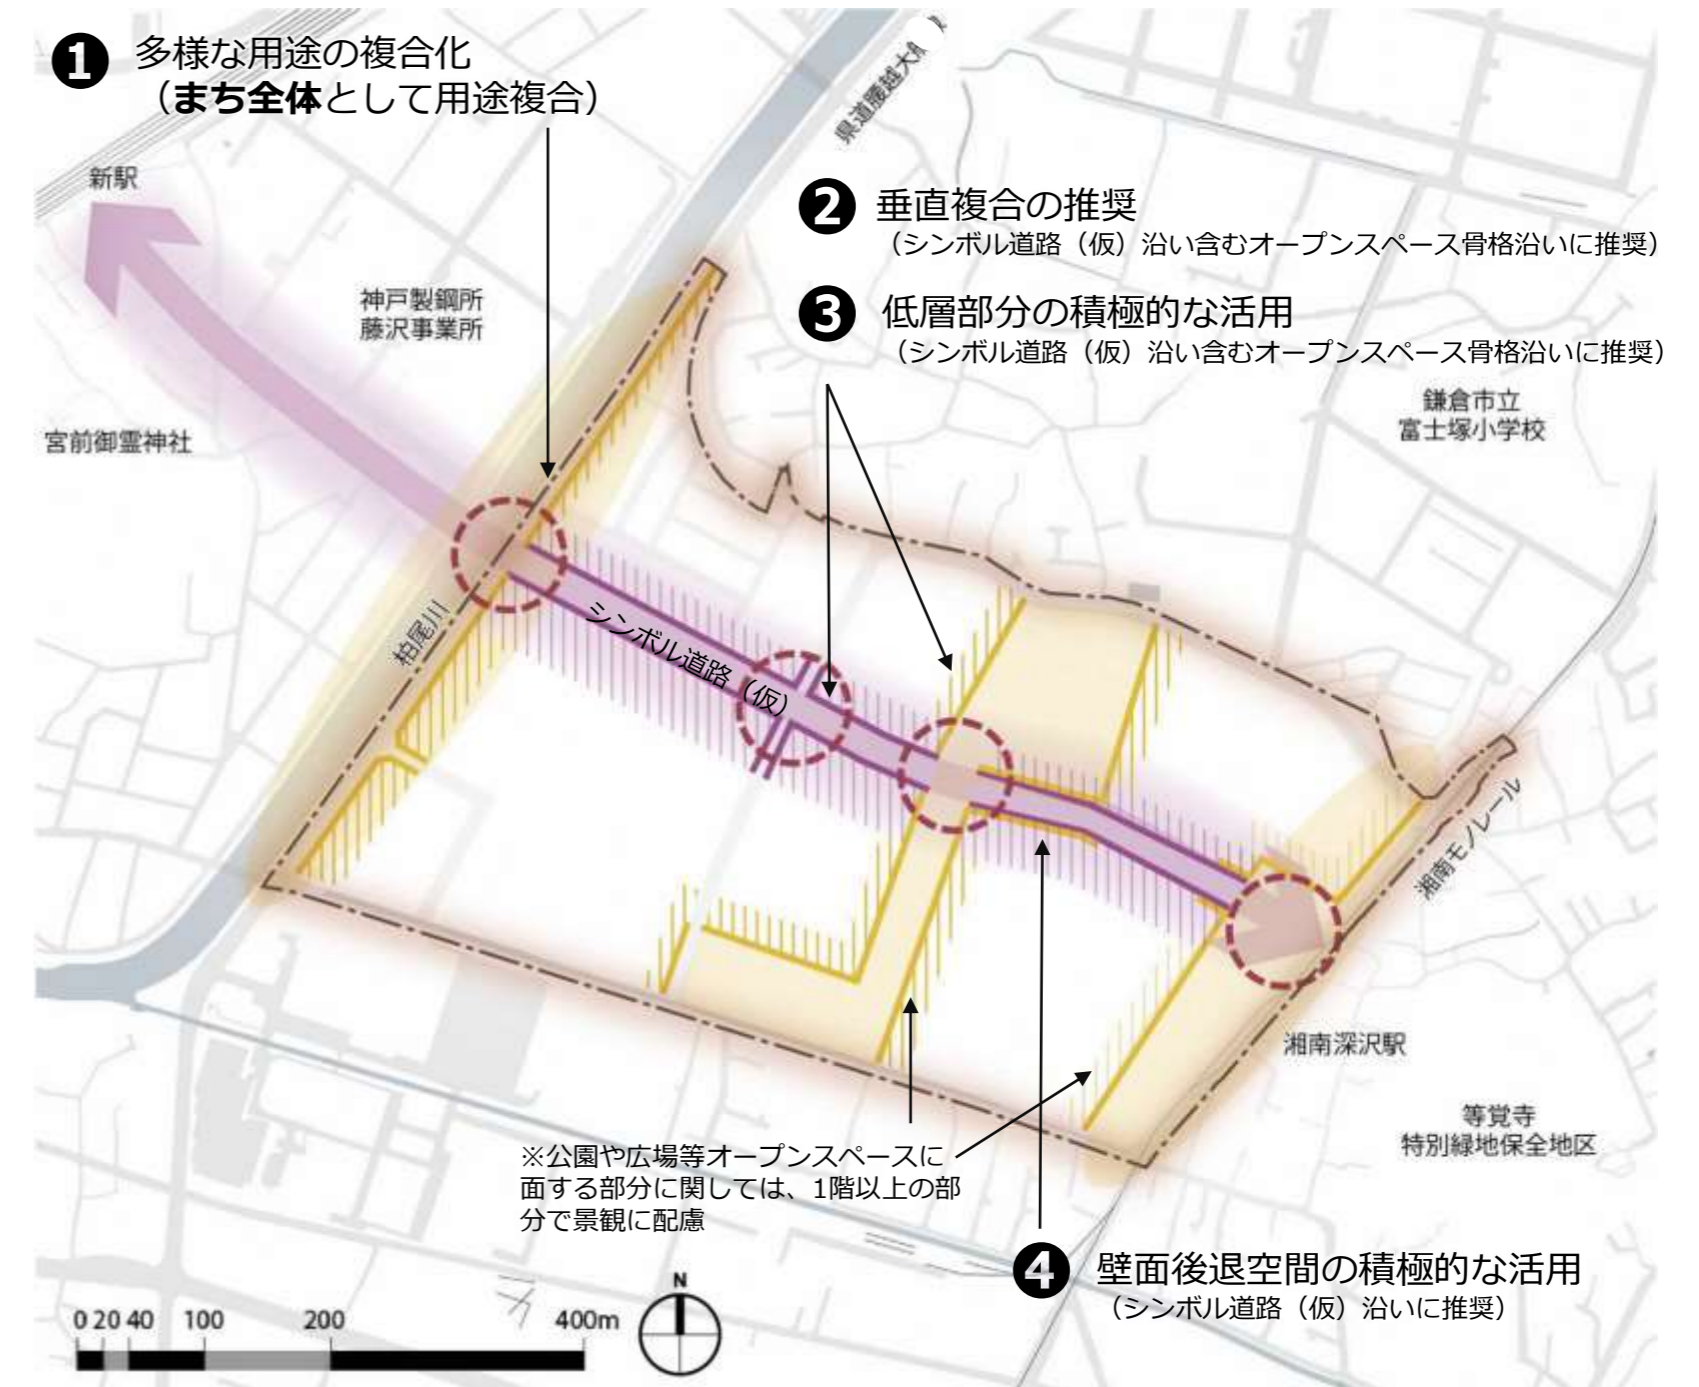 ❶ 多様な用途の複合化
（まち全体として用途複合）
県道腰越大
新駅
❷ 垂直複合の推奨
（シンボル道路（仮）沿い含むオープンスペース骨格沿いに推奨）
神戸製鋼所
藤沢事業所
❸ 低層部分の積極的な活用
（シンボル道路（仮）沿い含むオープンスペース骨格沿いに推奨）
鎌倉市立
富士塚小学校
宮前御霊神社
柏尾川
シンボル道路（仮）
湘南モノレール
湘南深沢駅
等覚寺
特別緑地保全地区
※公園や広場等オープンスペースに
面する部分に関しては、1階以上の部
分で景観に配慮
❹ 壁面後退空間の積極的な活用
（シンボル道路（仮）沿いに推奨）
0 20 40 100 200 400m
N